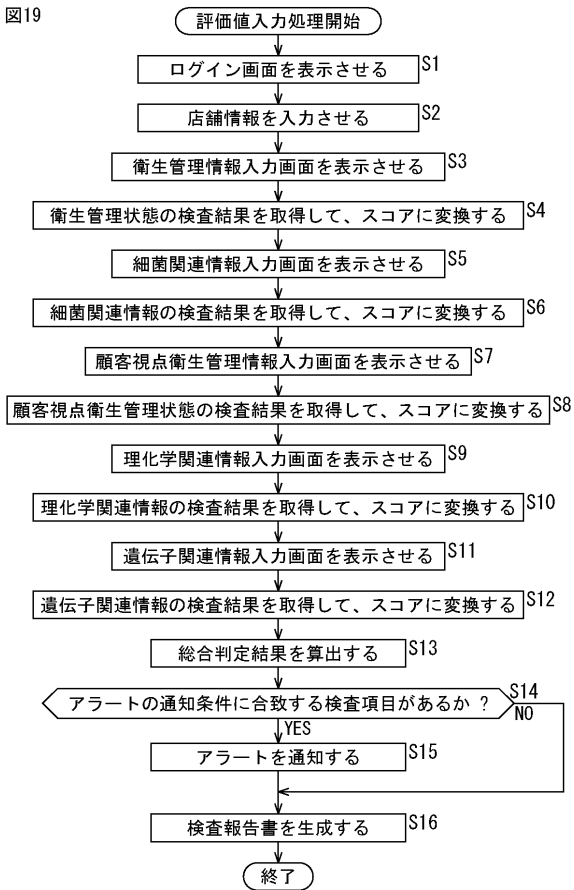 図19
評価値入力処理開始
ログイン画面を表示させる S1
店舗情報を入力させる S2
衛生管理情報入力画面を表示させる S3
衛生管理状態の検査結果を取得して、スコアに変換する S4
細菌関連情報入力画面を表示させる S5
細菌関連情報の検査結果を取得して、スコアに変換する S6
顧客視点衛生管理情報入力画面を表示させる S7
顧客視点衛生管理状態の検査結果を取得して、スコアに変換する S8
理化学関連情報入力画面を表示させる S9
理化学関連情報の検査結果を取得して、スコアに変換する S10
遺伝子関連情報入力画面を表示させる S11
遺伝子関連情報の検査結果を取得して、スコアに変換する S12
総合判定結果を算出する S13
アラートの通知条件に合致する検査項目があるか ? S14
NO
YES
アラートを通知する S15
検査報告書を生成する S16
終了